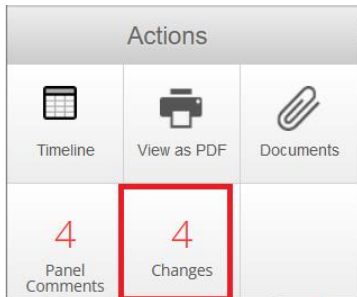 Actions
Timeline View as PDF Documents
4 4
Panel Changes
Comments